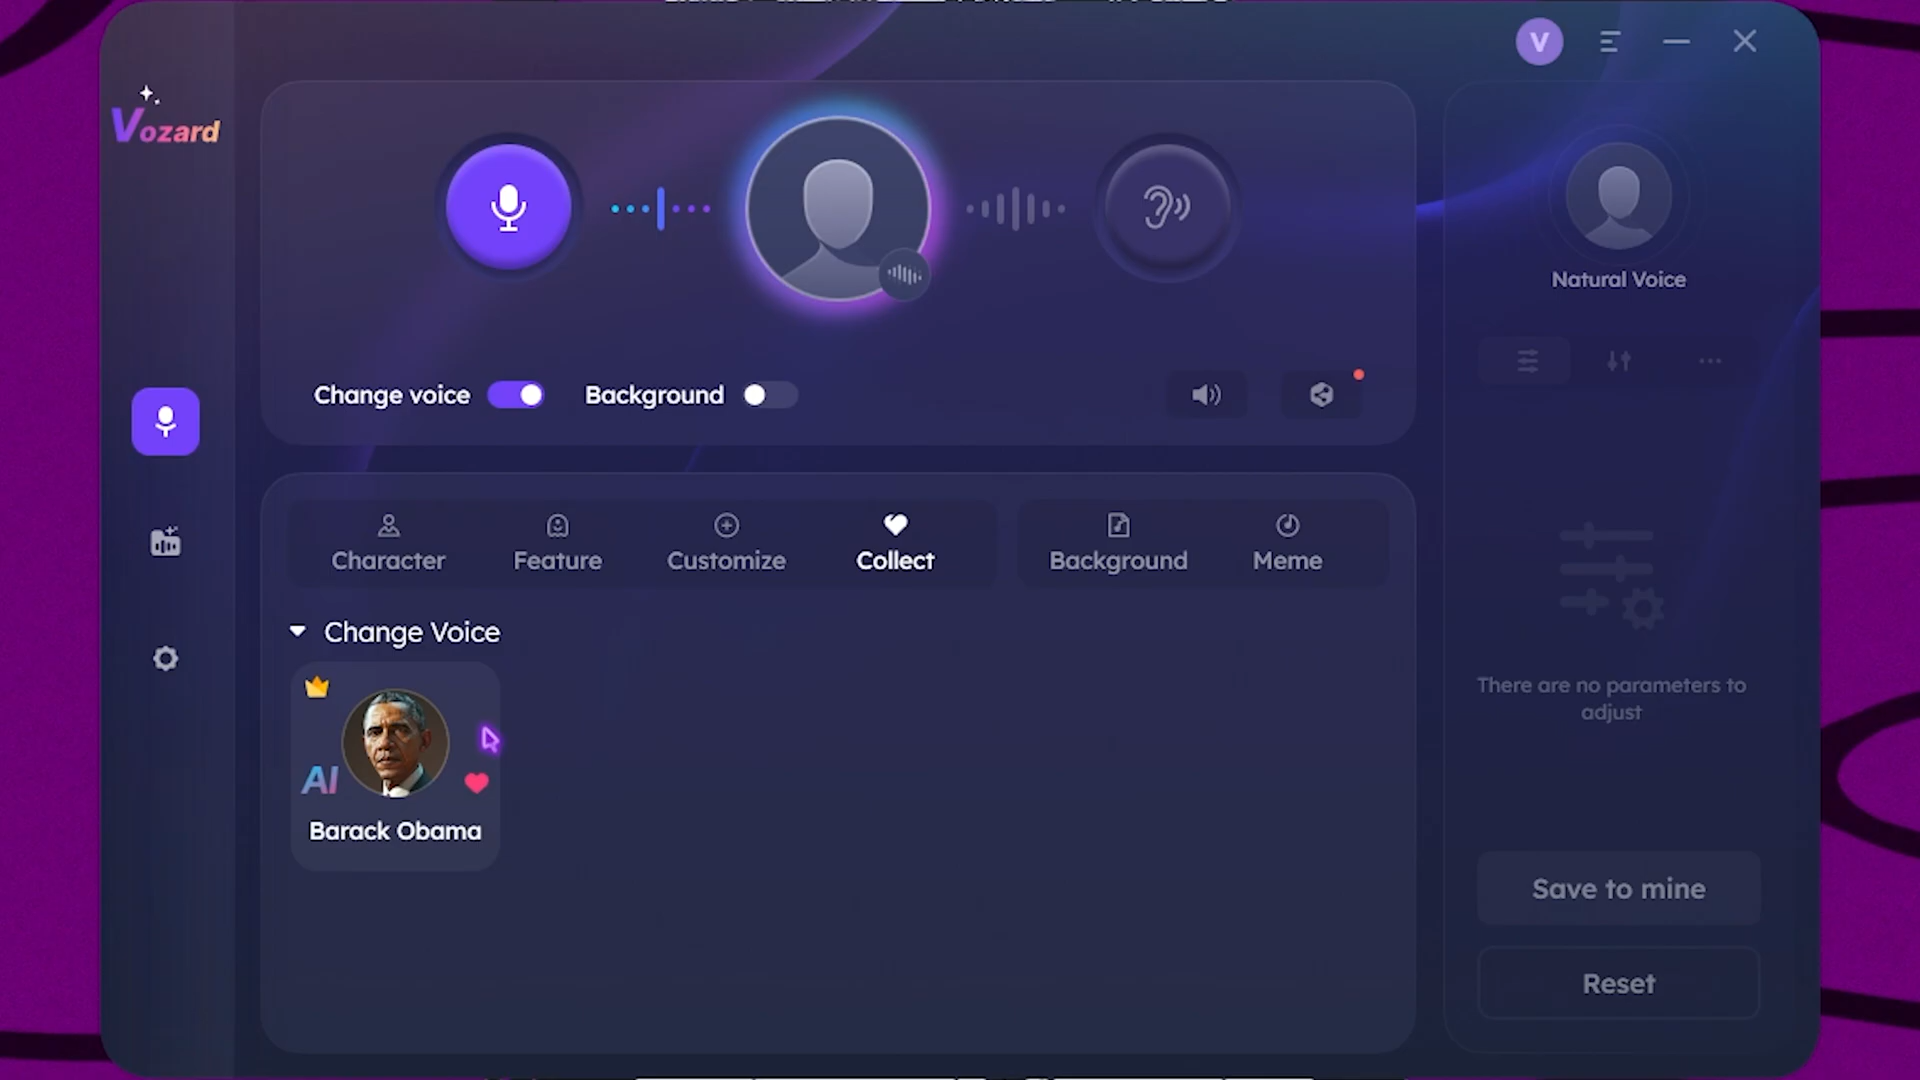 V
Vozard
Natural Voice
Change voice
Background
Character
Feature
Customize
Collect
Background
Meme
Change Voice
AI
Barack Obama
There are no parameters to
adjust
Save to mine
Reset